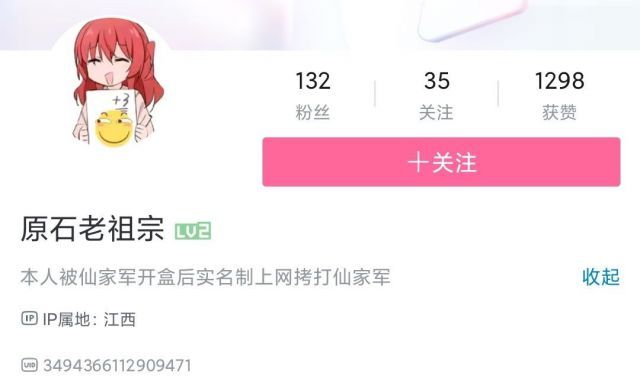 +3
132 35 1298
粉丝 关注 获赞
+关注
原石老祖宗 LV2
本人被仙家军开盒后实名制上网拷打仙家军 收起
IP IP属地：江西
UID 3494366112909471